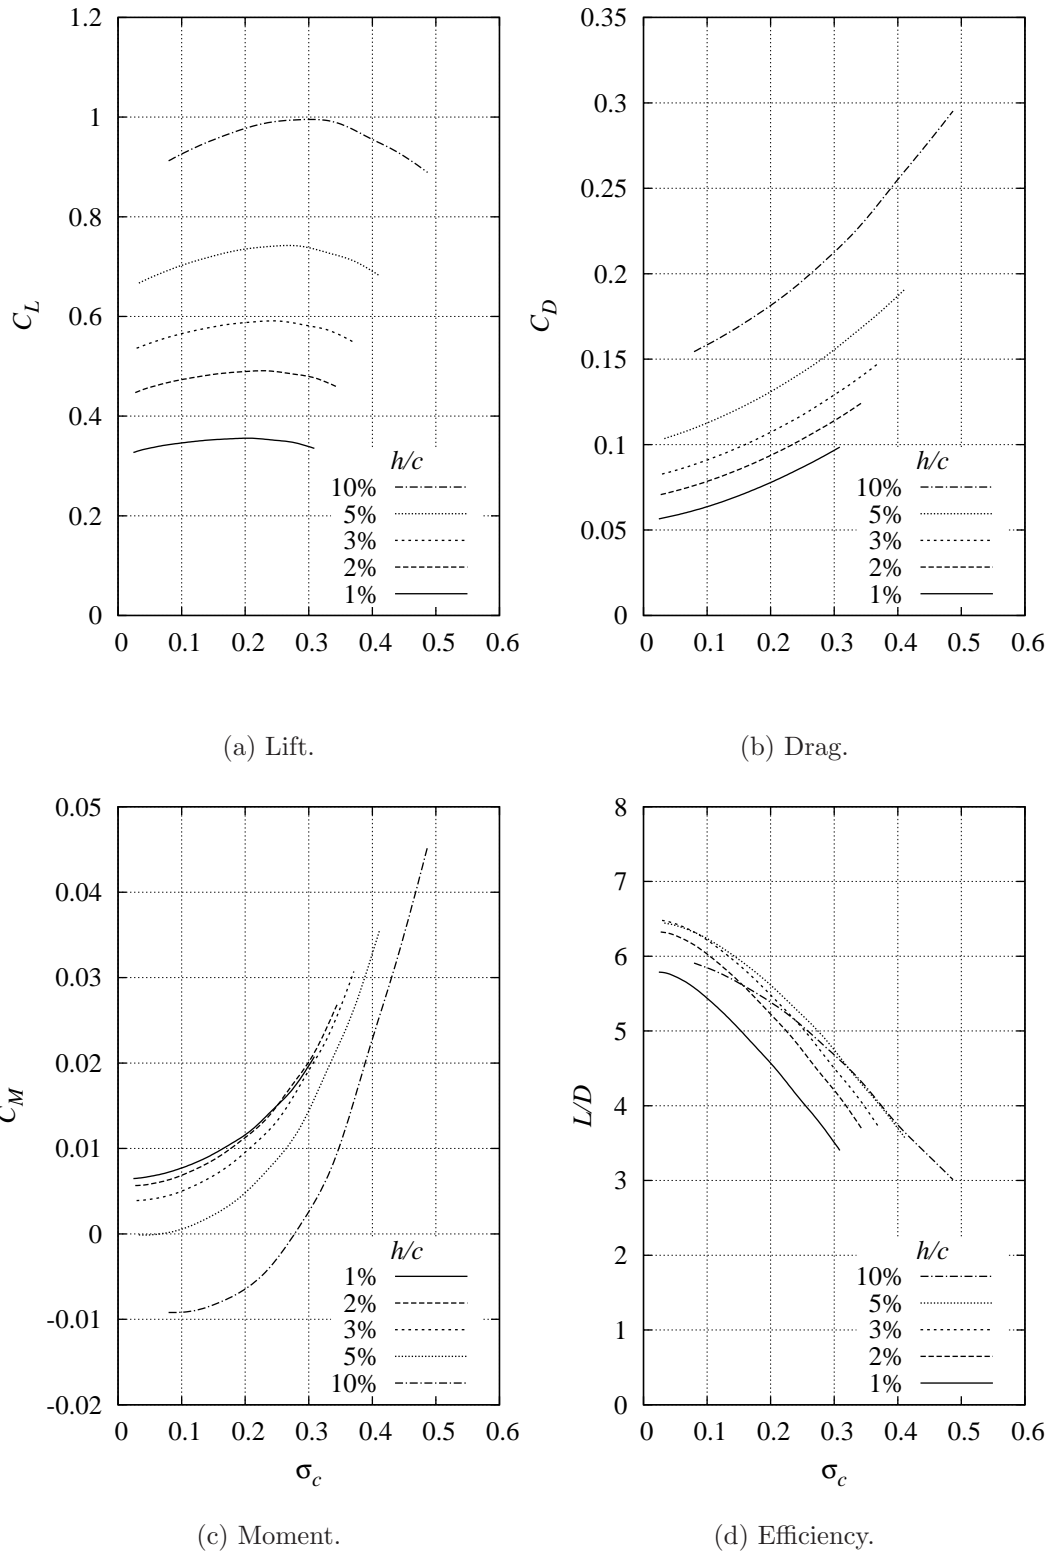 1.2
1
0.8
0.6
0.4
0.2
0
C_L
h/c
10%
5%
3%
2%
1%
0 0.1 0.2 0.3 0.4 0.5 0.6
(a) Lift.
0.35
0.3
0.25
0.2
0.15
0.1
0.05
0
C_D
h/c
10%
5%
3%
2%
1%
0 0.1 0.2 0.3 0.4 0.5 0.6
(b) Drag.
0.05
0.04
0.03
0.02
0.01
0
-0.01
-0.02
C_M
h/c
1%
2%
3%
5%
10%
0 0.1 0.2 0.3 0.4 0.5 0.6
σ_c
(c) Moment.
8
7
6
5
4
3
2
1
0
L/D
h/c
10%
5%
3%
2%
1%
0 0.1 0.2 0.3 0.4 0.5 0.6
σ_c
(d) Efficiency.